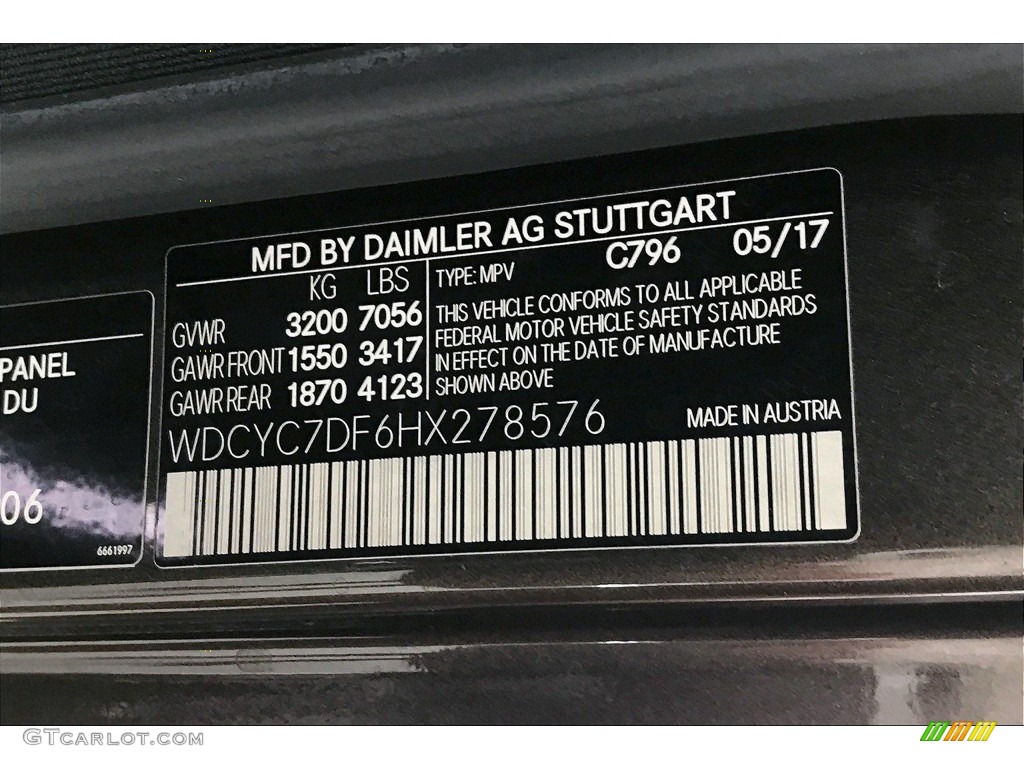 MFD BY DAIMLER AG STUTTGART
KG LBS
GVWR 3200 7056
GAWR FRONT 1550 3417
GAWR REAR 1870 4123
TYPE: MPV C796 05/17
THIS VEHICLE CONFORMS TO ALL APPLICABLE
FEDERAL MOTOR VEHICLE SAFETY STANDARDS
IN EFFECT ON THE DATE OF MANUFACTURE
SHOWN ABOVE
WDCYC7DF6HX278576 MADE IN AUSTRIA
PANEL
DU
06
6661997
GTCARLOT.COM